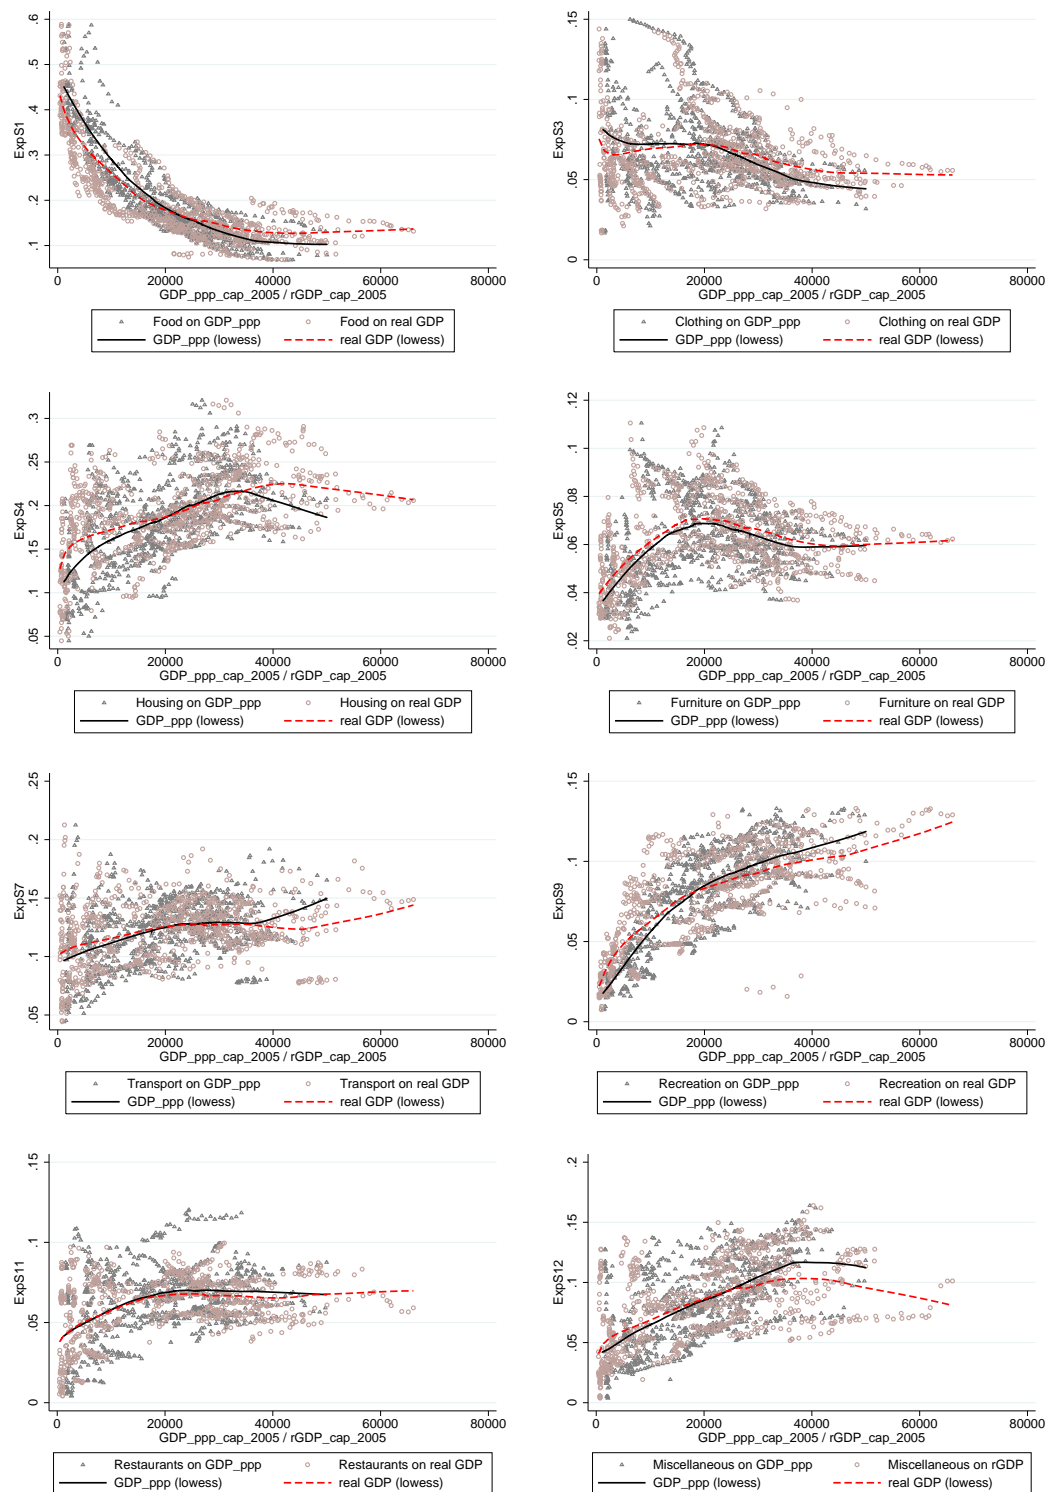 .6
.5
.4
.3
.2
.1
ExpS1
0 20000 40000 60000 80000
GDP_ppp_cap_2005 / rGDP_cap_2005
Food on GDP_ppp Food on real GDP
GDP_ppp (lowess) real GDP (lowess)
.15
.1
.05
0
ExpS3
0 20000 40000 60000 80000
GDP_ppp_cap_2005 / rGDP_cap_2005
Clothing on GDP_ppp Clothing on real GDP
GDP_ppp (lowess) real GDP (lowess)
.3
.25
.2
.15
.1
.05
ExpS4
0 20000 40000 60000 80000
GDP_ppp_cap_2005 / rGDP_cap_2005
Housing on GDP_ppp Housing on real GDP
GDP_ppp (lowess) real GDP (lowess)
.12
.1
.08
.06
.04
.02
ExpS5
0 20000 40000 60000 80000
GDP_ppp_cap_2005 / rGDP_cap_2005
Furniture on GDP_ppp Furniture on real GDP
GDP_ppp (lowess) real GDP (lowess)
.25
.2
.15
.1
.05
ExpS7
0 20000 40000 60000 80000
GDP_ppp_cap_2005 / rGDP_cap_2005
Transport on GDP_ppp Transport on real GDP
GDP_ppp (lowess) real GDP (lowess)
.15
.1
.05
0
ExpS9
0 20000 40000 60000 80000
GDP_ppp_cap_2005 / rGDP_cap_2005
Recreation on GDP_ppp Recreation on real GDP
GDP_ppp (lowess) real GDP (lowess)
.15
.1
.05
0
ExpS11
0 20000 40000 60000 80000
GDP_ppp_cap_2005 / rGDP_cap_2005
Restaurants on GDP_ppp Restaurants on real GDP
GDP_ppp (lowess) real GDP (lowess)
.2
.15
.1
.05
0
ExpS12
0 20000 40000 60000 80000
GDP_ppp_cap_2005 / rGDP_cap_2005
Miscellaneous on GDP_ppp Miscellaneous on rGDP
GDP_ppp (lowess) real GDP (lowess)